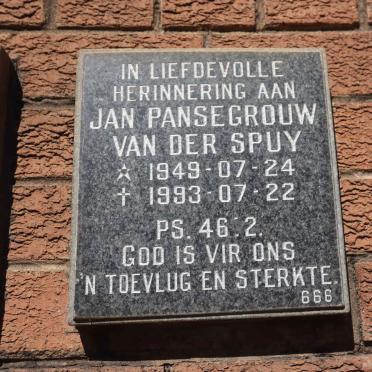 IN LIEFDEVOLLE
HERINNERING AAN
JAN PANSEGROUW
VAN DER SPUY
☆ 1949-07-24
✝ 1993-07-22
PS. 46:2.
GOD IS VIR ONS
'N TOEVLUG EN STERKTE.
666